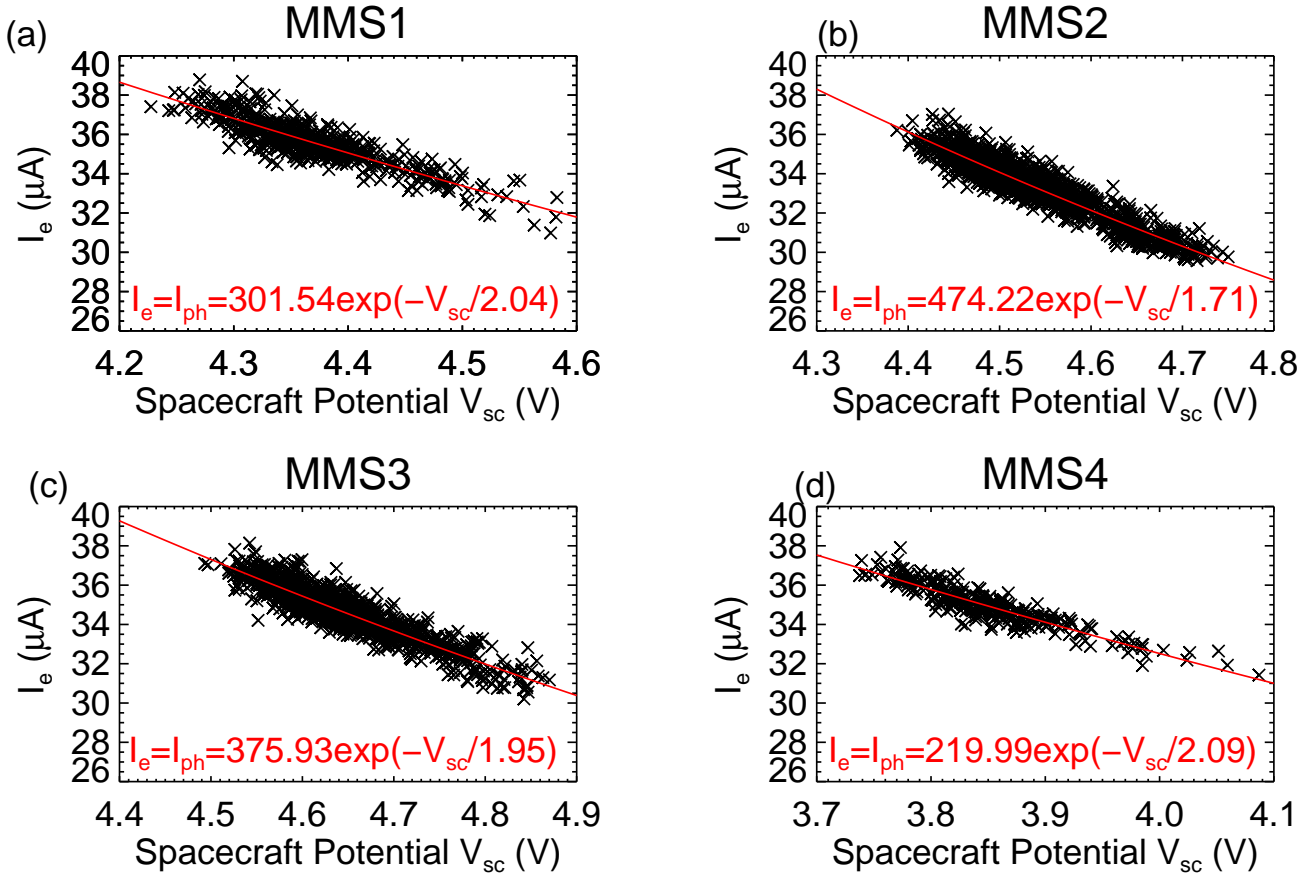 (a) MMS1
40
38
36
34
32
30
28
26
I_e (μA)
I_e=I_ph=301.54exp(−V_sc/2.04)
4.2 4.3 4.4 4.5 4.6
Spacecraft Potential V_sc (V)
(b) MMS2
40
38
36
34
32
30
28
26
I_e (μA)
I_e=I_ph=474.22exp(−V_sc/1.71)
4.3 4.4 4.5 4.6 4.7 4.8
Spacecraft Potential V_sc (V)
(c) MMS3
40
38
36
34
32
30
28
26
I_e (μA)
I_e=I_ph=375.93exp(−V_sc/1.95)
4.4 4.5 4.6 4.7 4.8 4.9
Spacecraft Potential V_sc (V)
(d) MMS4
40
38
36
34
32
30
28
26
I_e (μA)
I_e=I_ph=219.99exp(−V_sc/2.09)
3.7 3.8 3.9 4.0 4.1
Spacecraft Potential V_sc (V)